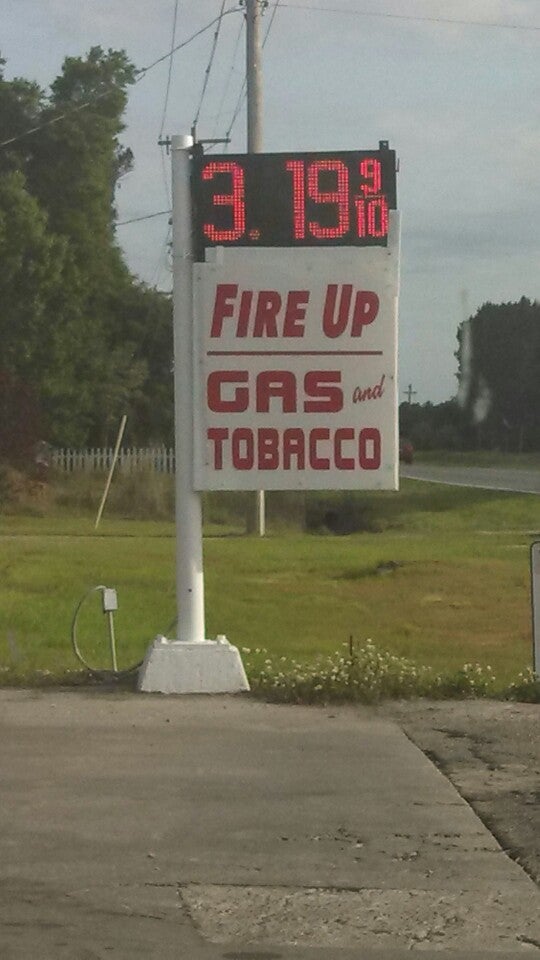 3.19 9/10
FIRE UP
GAS and
TOBACCO